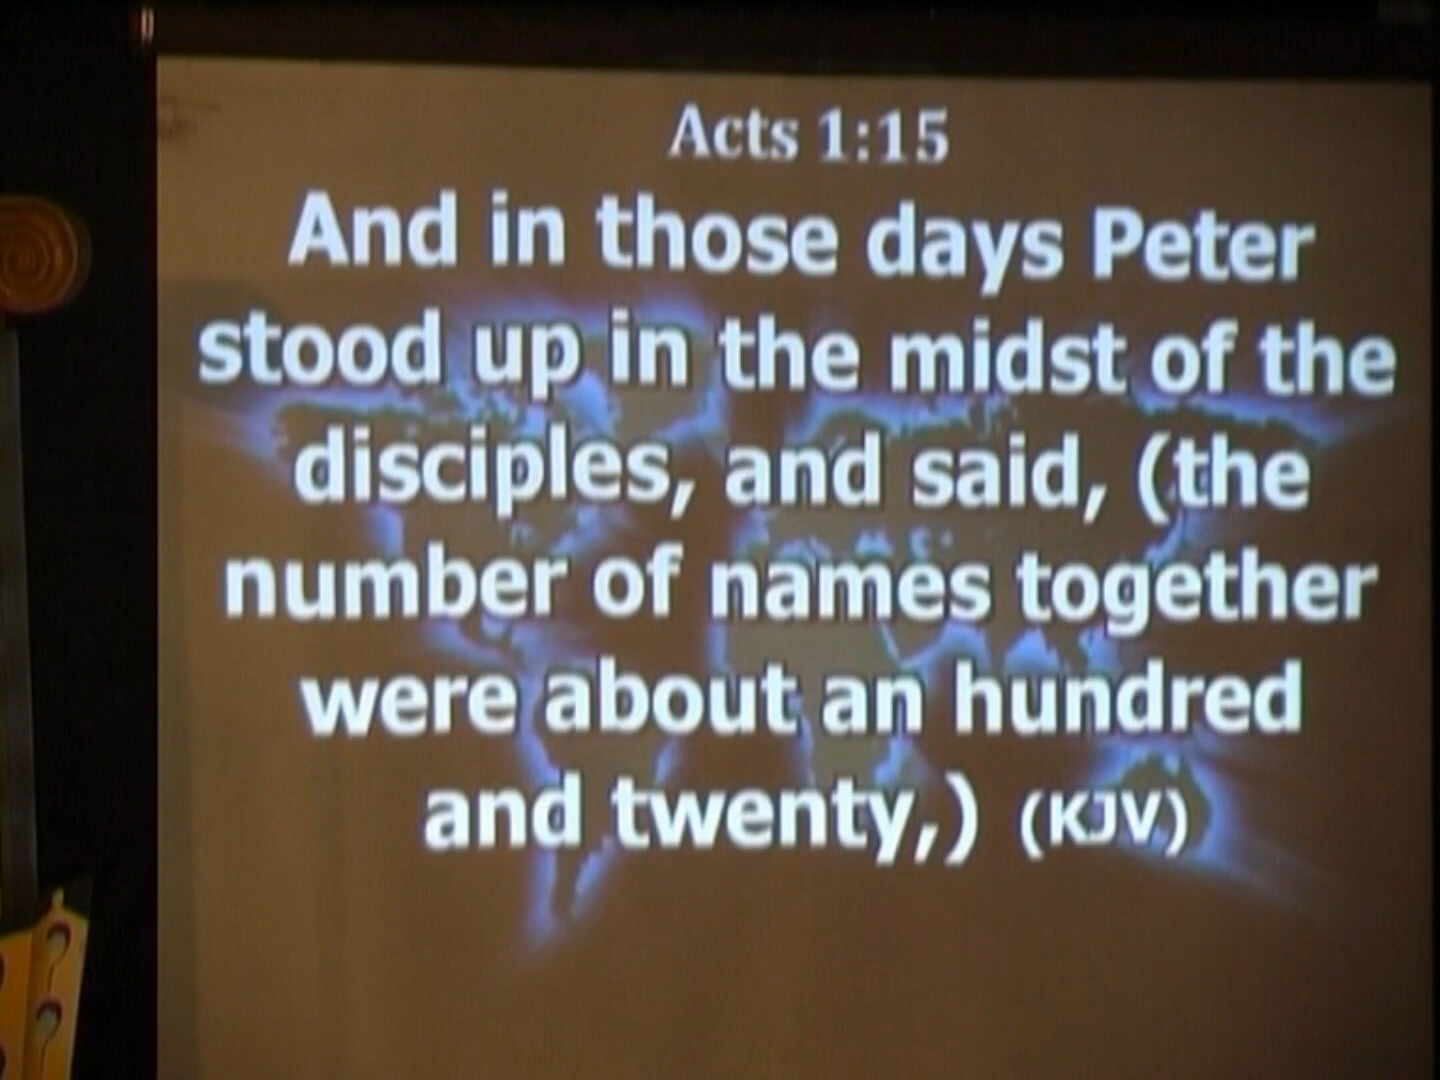 Acts 1:15
And in those days Peter
stood up in the midst of the
disciples, and said, (the
number of names together
were about an hundred
and twenty,) (KJV)